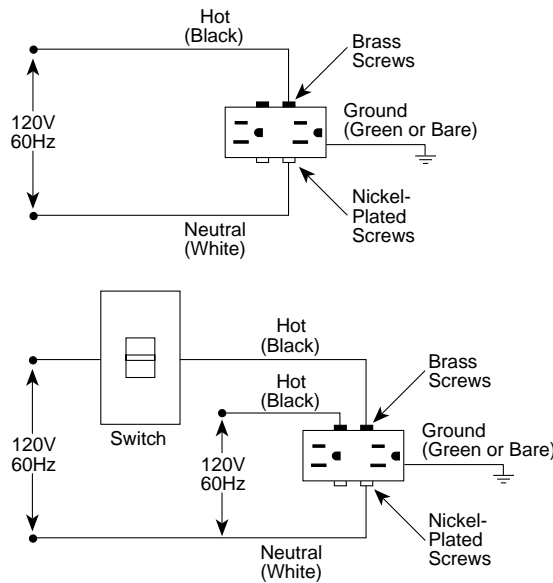 Hot
(Black)
Brass
Screws
120V
60Hz
Ground
(Green or Bare)
Neutral
(White)
Nickel-
Plated
Screws
Hot
(Black)
Brass
Screws
Hot
(Black)
Switch
120V
60Hz
120V
60Hz
Ground
(Green or Bare)
Neutral
(White)
Nickel-
Plated
Screws